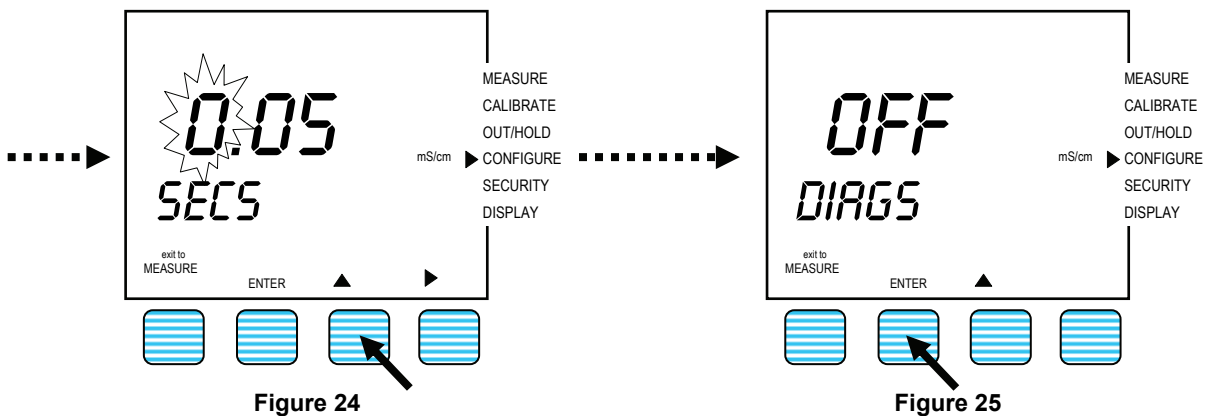 0.05
SECS
mS/cm
MEASURE
CALIBRATE
OUT/HOLD
CONFIGURE
SECURITY
DISPLAY
exit to
MEASURE
ENTER
Figure 24
OFF
DIAGS
mS/cm
MEASURE
CALIBRATE
OUT/HOLD
CONFIGURE
SECURITY
DISPLAY
exit to
MEASURE
ENTER
Figure 25